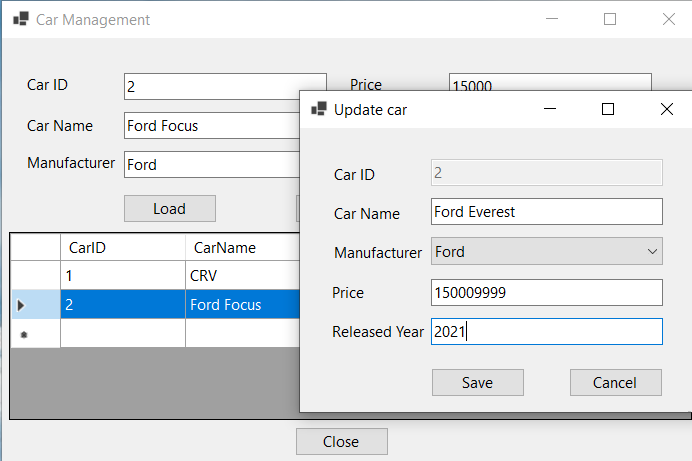 Car Management
Car ID 2 Price 15000
Car Name Ford Focus
Manufacturer Ford
Load
CarID CarName
1 CRV
2 Ford Focus
Close
Update car
Car ID 2
Car Name Ford Everest
Manufacturer Ford
Price 150009999
Released Year 2021
Save Cancel